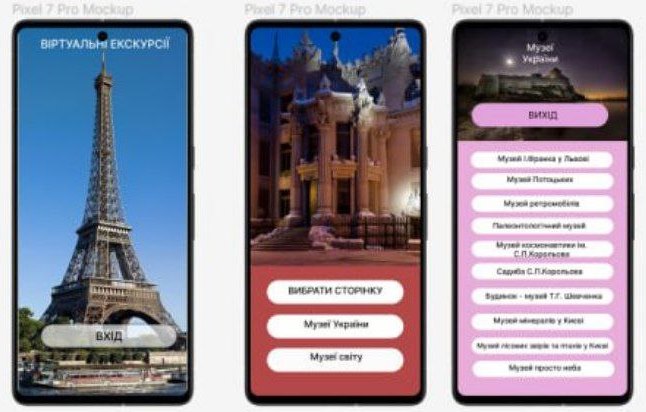 Pixel 7 Pro Mockup
ВІРТУАЛЬНІ ЕКСКУРСІЇ
ВХІД
Pixel 7 Pro Mockup
ВИБРАТИ СТОРІНКУ
Музеї України
Музеї світу
Pixel 7 Pro Mockup
Музеї
України
ВИХІД
Музей І.Франка у Львові
Музей Потоцьких
Музей ретромобілів
Палеонтологічний музей
Музей космонавтики ім.
С.П.Корольова
Садиба С.П.Корольова
Будинок - музей Т.Г. Шевченка
Музей мінералів у Києві
Музей лісових звірів та птахів у Києві
Музей просто неба